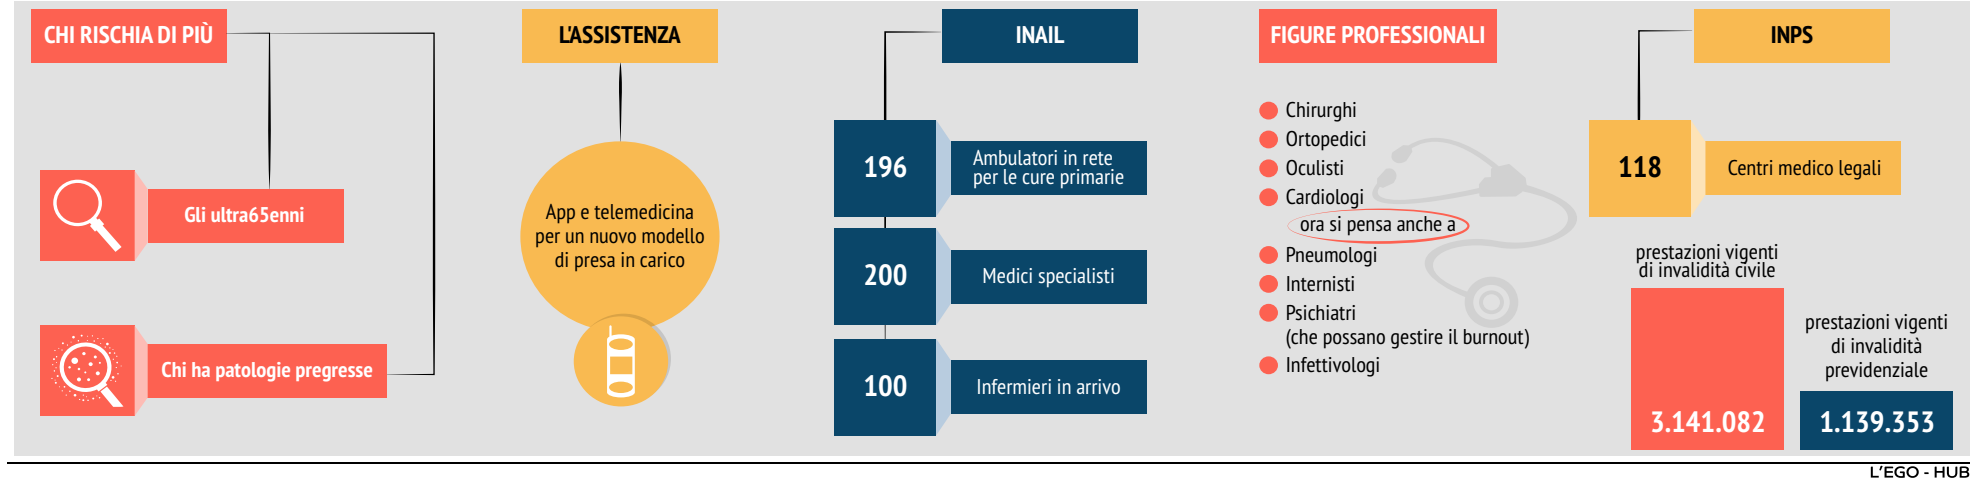 CHI RISCHIA DI PIÙ
Gli ultra65enni
Chi ha patologie pregresse
L'ASSISTENZA
App e telemedicina
per un nuovo modello
di presa in carico
INAIL
196
Ambulatori in rete
per le cure primarie
200
Medici specialisti
100
Infermieri in arrivo
FIGURE PROFESSIONALI
Chirurghi
Ortopedici
Oculisti
Cardiologi
ora si pensa anche a
Pneumologi
Internisti
Psichiatri
(che possano gestire il burnout)
Infettivologi
INPS
118
Centri medico legali
prestazioni vigenti
di invalidità civile
3.141.082
prestazioni vigenti
di invalidità
previdenziale
1.139.353
L'EGO - HUB